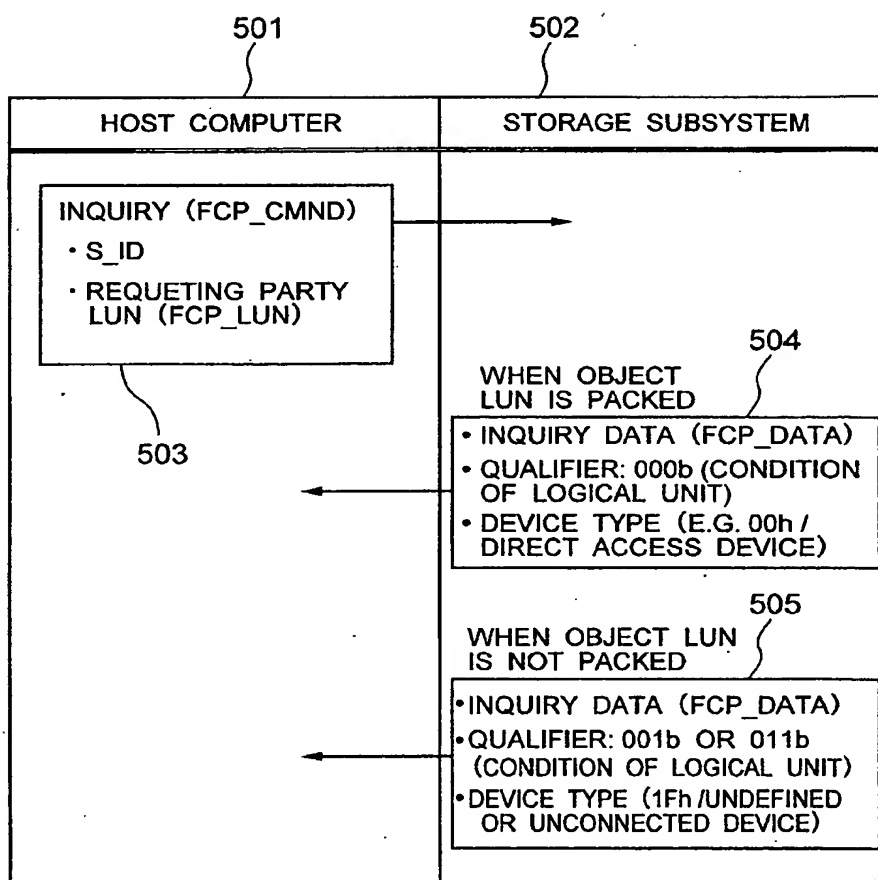 501
502
HOST COMPUTER
STORAGE SUBSYSTEM
INQUIRY (FCP_CMND)
・S_ID
・REQUETING PARTY
LUN (FCP_LUN)
503
504
WHEN OBJECT
LUN IS PACKED
•INQUIRY DATA (FCP_DATA)
•QUALIFIER: 000b (CONDITION
OF LOGICAL UNIT)
•DEVICE TYPE (E.G. 00h /
DIRECT ACCESS DEVICE)
505
WHEN OBJECT LUN
IS NOT PACKED
•INQUIRY DATA (FCP_DATA)
•QUALIFIER: 001b OR 011b
(CONDITION OF LOGICAL UNIT)
•DEVICE TYPE (1Fh /UNDEFINED
OR UNCONNECTED DEVICE)